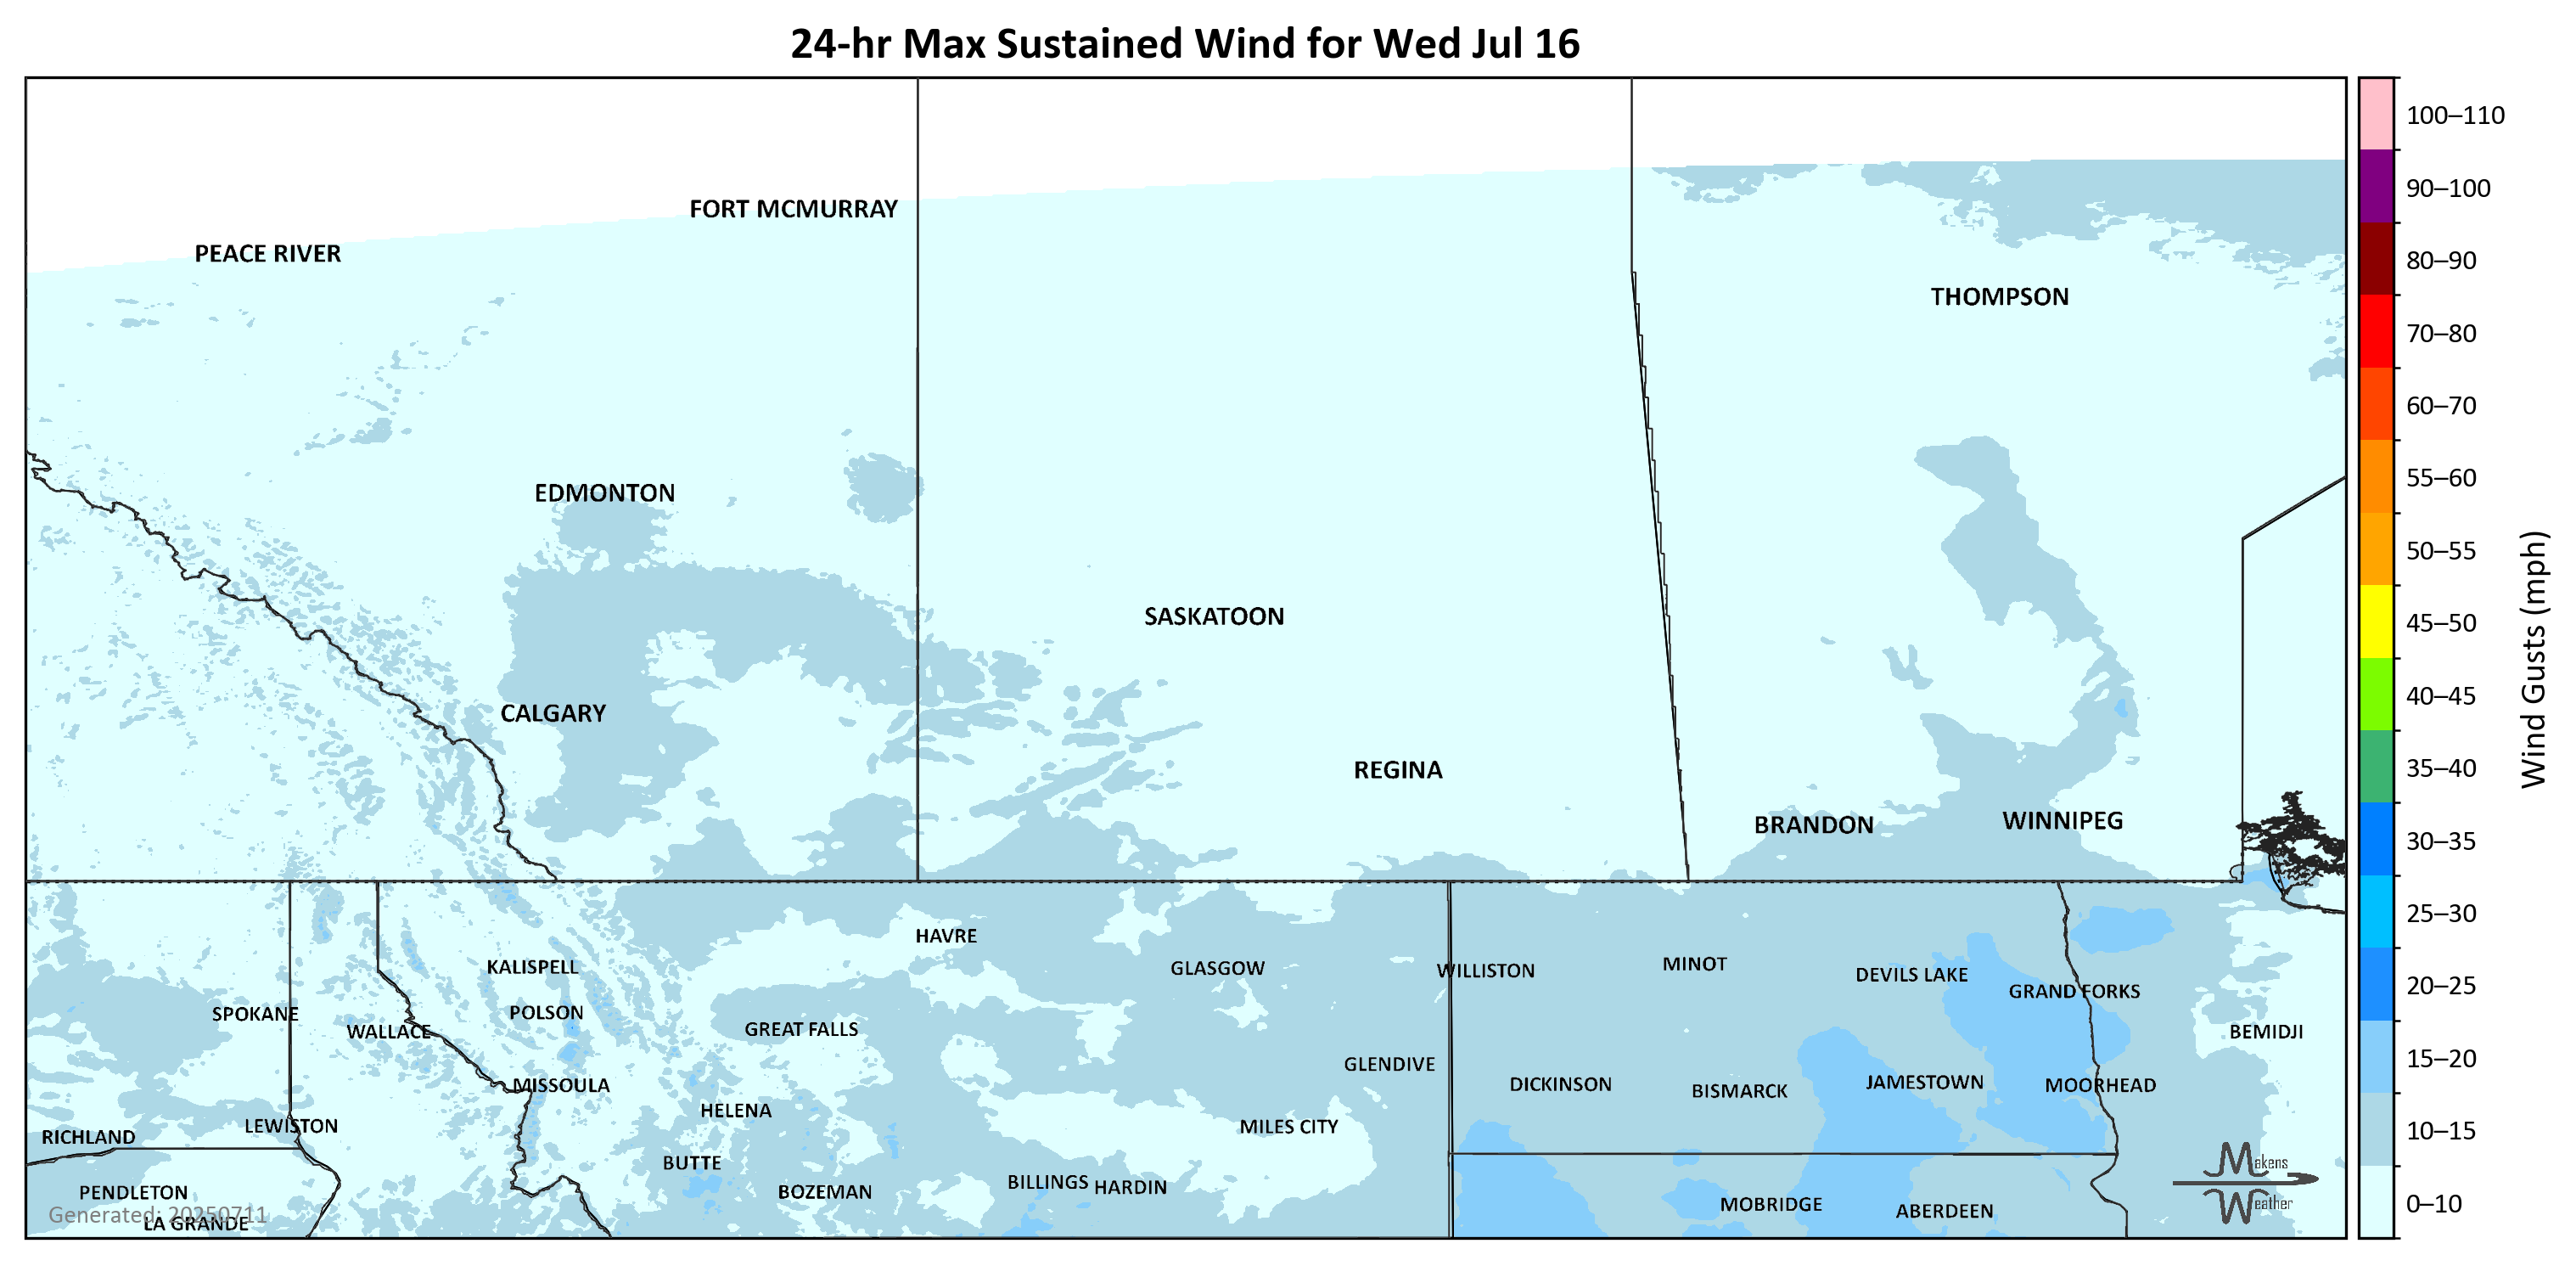 24-hr Max Sustained Wind for Wed Jul 16
100–110
90–100
80–90
70–80
60–70
55–60
50–55
45–50
40–45
35–40
30–35
25–30
20–25
15–20
10–15
0–10
Wind Gusts (mph)
FORT MCMURRAY
PEACE RIVER
THOMPSON
EDMONTON
SASKATOON
CALGARY
REGINA
BRANDON
WINNIPEG
HAVRE
KALISPELL
GLASGOW
WILLISTON
MINOT
DEVILS LAKE
GRAND FORKS
SPOKANE
POLSON
WALLACE
GREAT FALLS
BEMIDJI
GLENDIVE
MISSOULA
DICKINSON
BISMARCK
JAMESTOWN
MOORHEAD
HELENA
LEWISTON
MILES CITY
RICHLAND
BUTTE
PENDLETON
BOZEMAN
BILLINGS
HARDIN
MOBRIDGE
ABERDEEN
Generated: 20250711
LA GRANDE
Makens
Weather